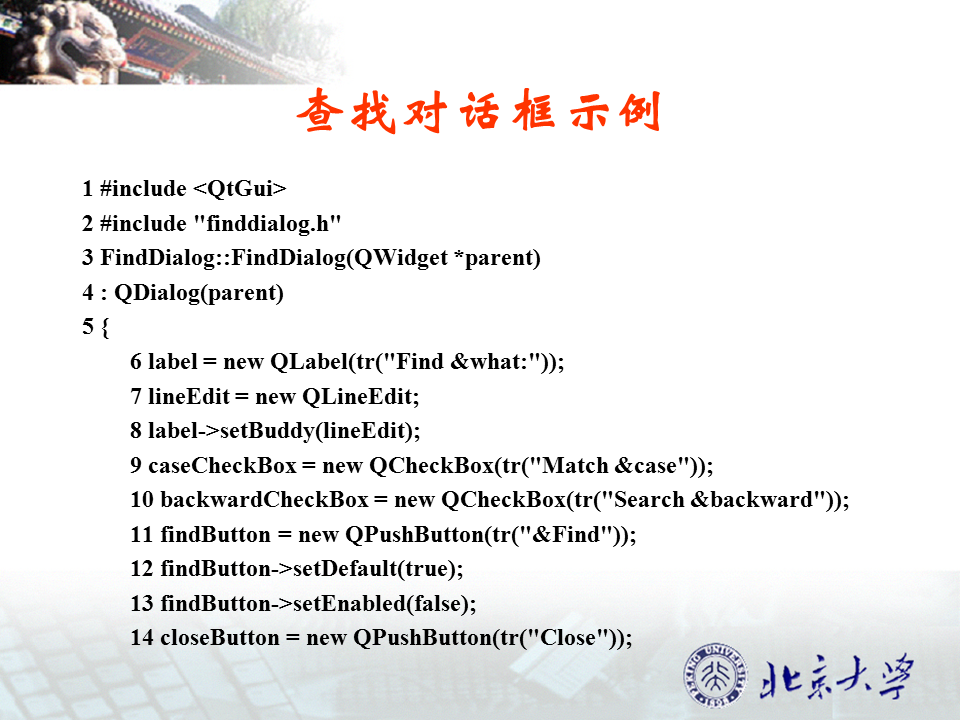 查找对话框示例
1 #include <QtGui>
2 #include "finddialog.h"
3 FindDialog::FindDialog(QWidget *parent)
4 : QDialog(parent)
5 {
6 label = new QLabel(tr("Find &what:"));
7 lineEdit = new QLineEdit;
8 label->setBuddy(lineEdit);
9 caseCheckBox = new QCheckBox(tr("Match &case"));
10 backwardCheckBox = new QCheckBox(tr("Search &backward"));
11 findButton = new QPushButton(tr("&Find"));
12 findButton->setDefault(true);
13 findButton->setEnabled(false);
14 closeButton = new QPushButton(tr("Close"));
PEKING UNIVERSITY
1898
北京大学